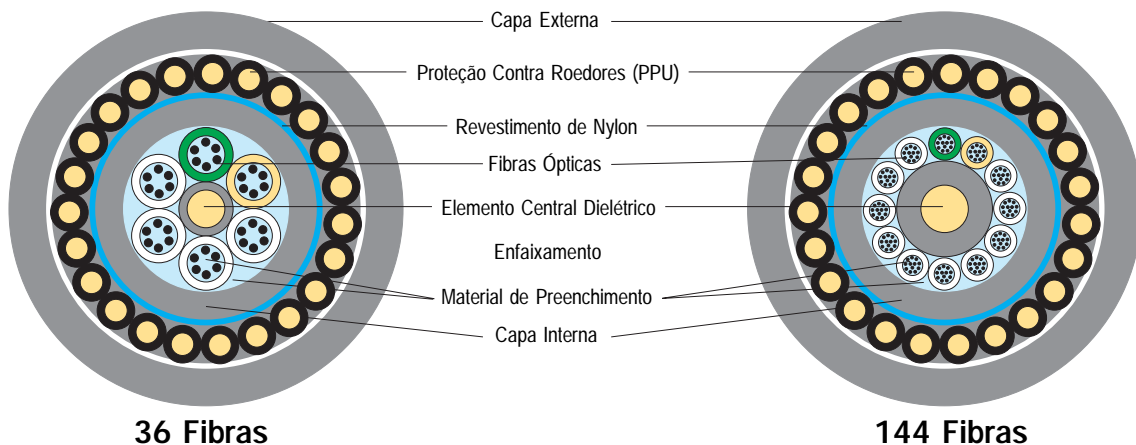 Capa Externa
Proteção Contra Roedores (PPU)
Revestimento de Nylon
Fibras Ópticas
Elemento Central Dielétrico
Enfaixamento
Material de Preenchimento
Capa Interna
36 Fibras
144 Fibras